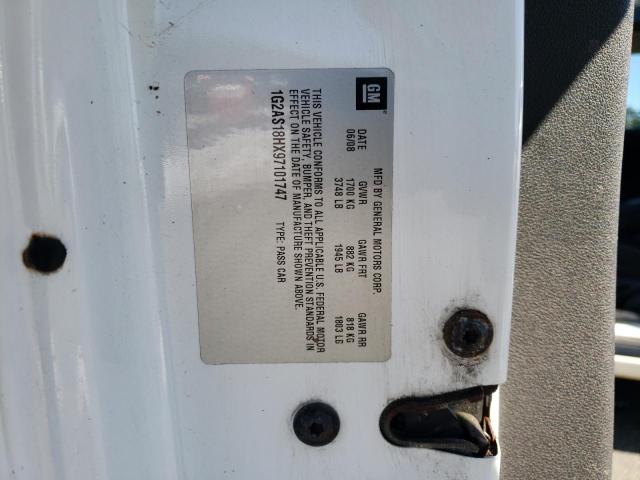 GM
MFD BY GENERAL MOTORS CORP.
DATE GVWR GAWR FRT GAWR RR
06/08 1700 KG 882 KG 818 KG
3748 LB 1945 LB 1803 LB
THIS VEHICLE CONFORMS TO ALL APPLICABLE U.S. FEDERAL MOTOR
VEHICLE SAFETY, BUMPER, AND THEFT PREVENTION STANDARDS IN
EFFECT ON THE DATE OF MANUFACTURE SHOWN ABOVE.
1G2AS18HX97101747 TYPE: PASS CAR